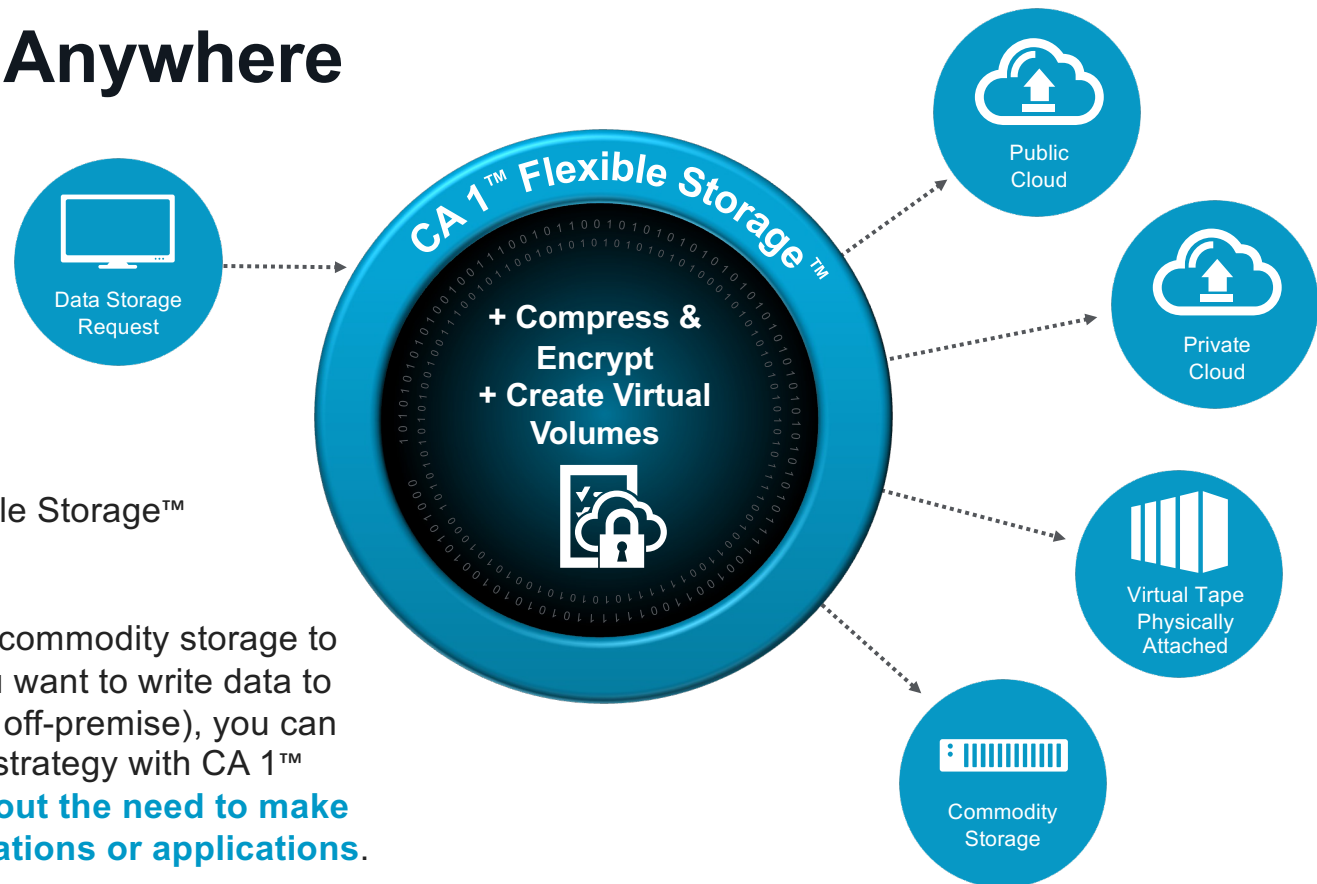 Anywhere
Data Storage
Request
CA 1™ Flexible Storage™
+ Compress &
Encrypt
+ Create Virtual
Volumes
Public
Cloud
Private
Cloud
Virtual Tape
Physically
Attached
Commodity
Storage
le Storage™
commodity storage to
want to write data to
off-premise), you can
strategy with CA 1™
out the need to make
ations or applications.